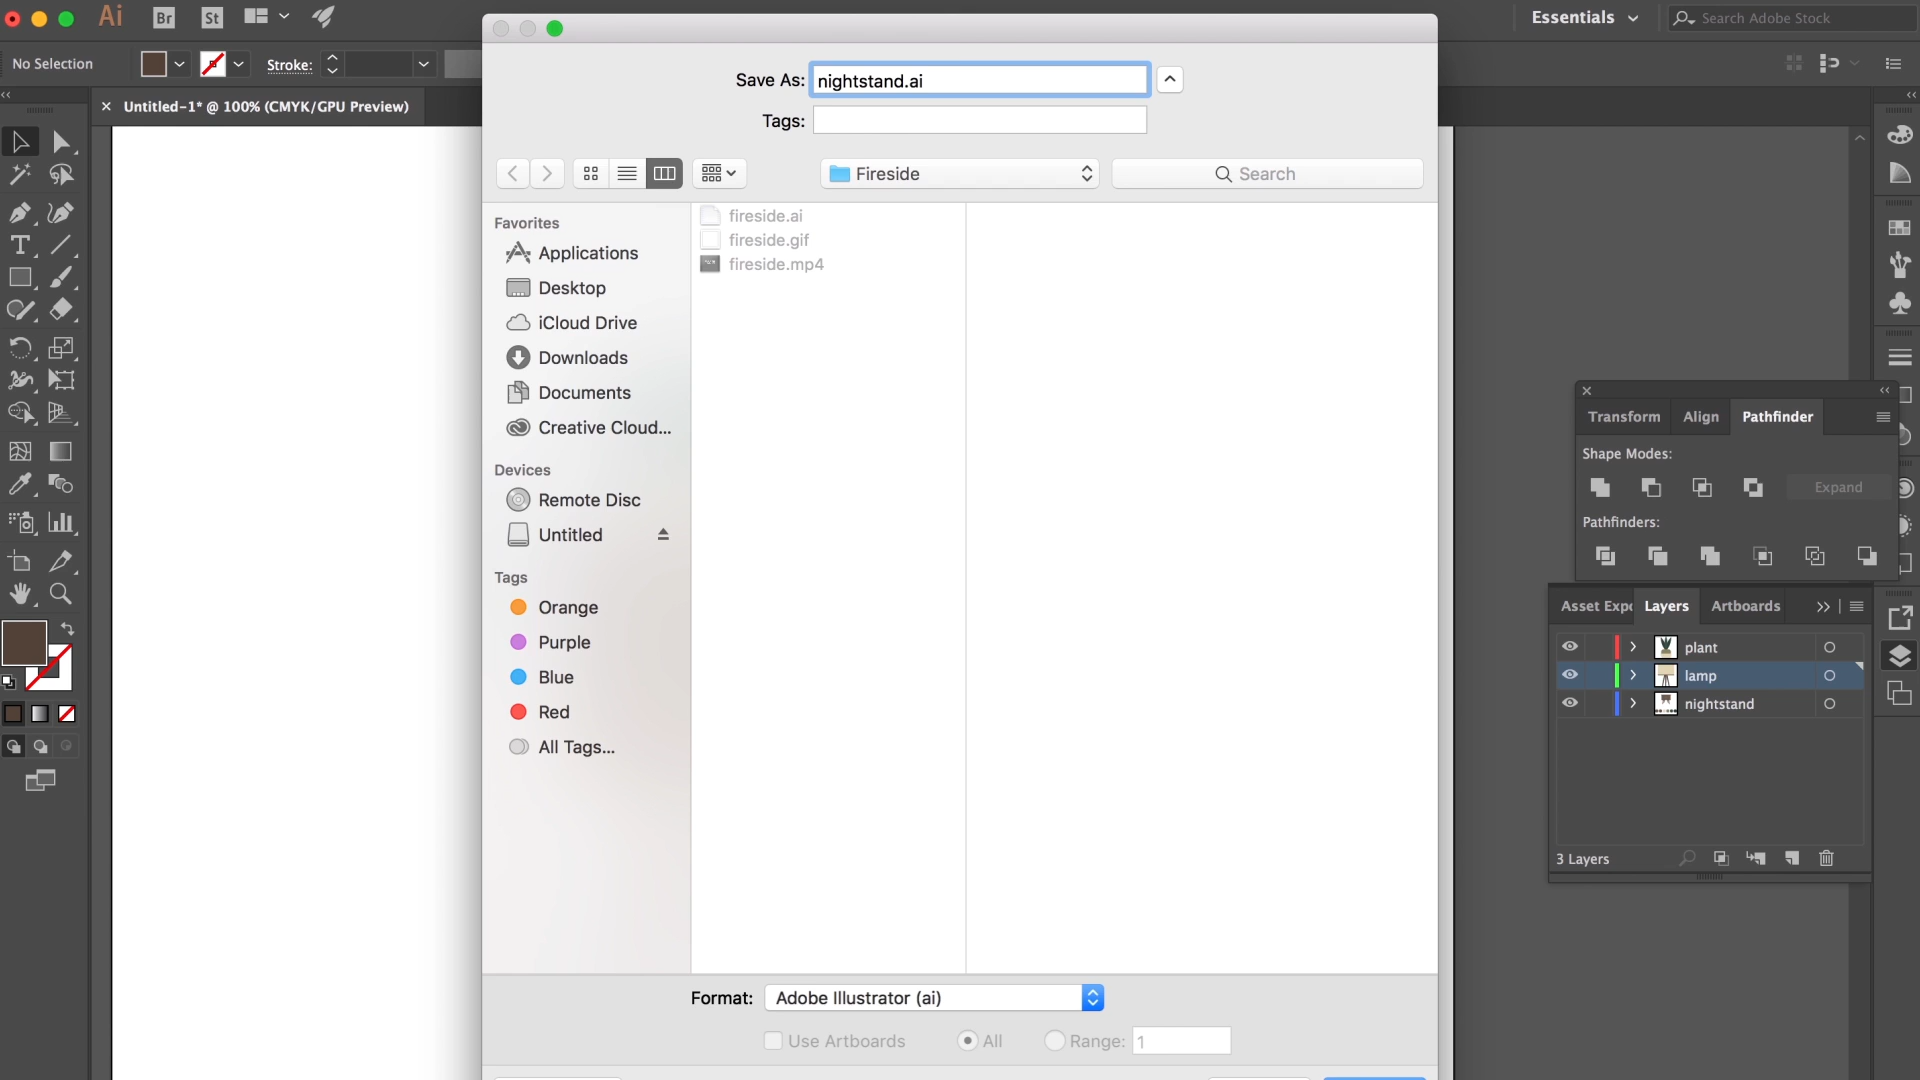 Ai Br St
Essentials
Search Adobe Stock
No Selection
Stroke:
Save As: nightstand.ai
Tags:
× Untitled-1* @ 100% (CMYK/GPU Preview)
Fireside
Search
Favorites
Applications
Desktop
iCloud Drive
Downloads
Documents
Creative Cloud...
Devices
Remote Disc
Untitled
Tags
Orange
Purple
Blue
Red
All Tags...
fireside.ai
fireside.gif
fireside.mp4
Format: Adobe Illustrator (ai)
Use Artboards All Range: 1
Transform Align Pathfinder
Shape Modes:
Expand
Pathfinders:
Asset Expo Layers Artboards
plant
lamp
nightstand
3 Layers